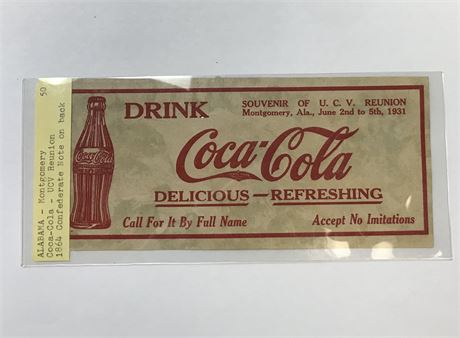 ALABAMA - Montgomery 50
Coca-Cola - UCV Reunion
1864 Confederate Note on back
Coca-Cola
DRINK
SOUVENIR OF U. C. V. REUNION
Montgomery, Ala., June 2nd to 5th, 1931
Coca-Cola
DELICIOUS—REFRESHING
Call For It By Full Name
Accept No Imitations